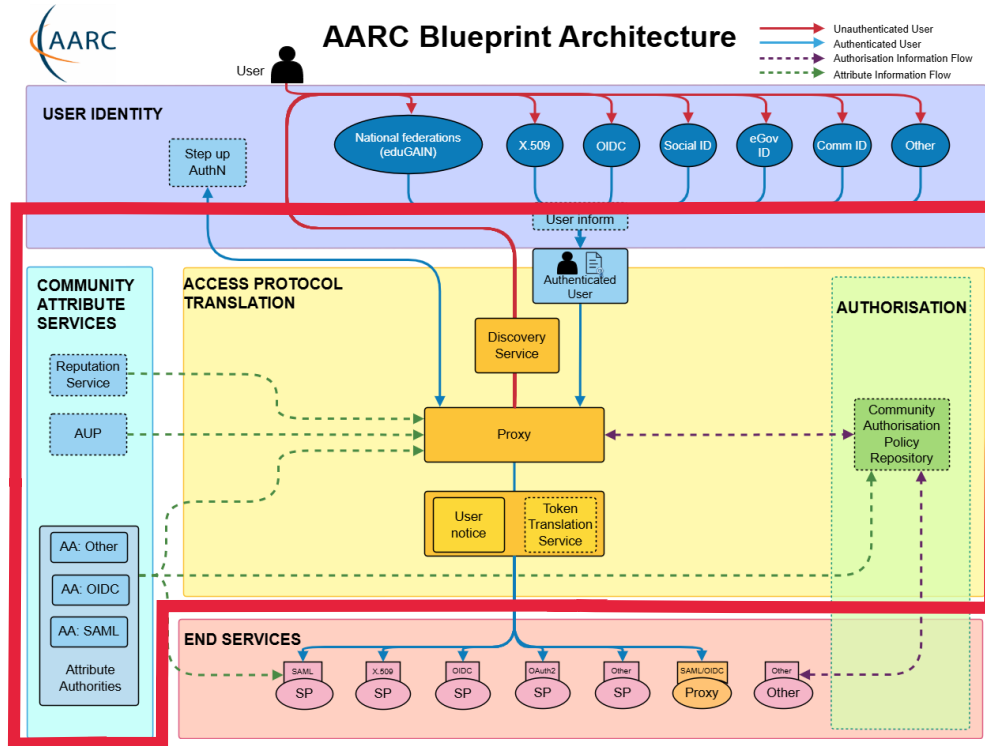 AARC
AARC Blueprint Architecture
Unauthenticated User
Authenticated User
Authorisation Information Flow
Attribute Information Flow
User
USER IDENTITY
Step up
AuthN
National federations
(eduGAIN)
X.509
OIDC
Social ID
eGov
ID
Comm ID
Other
User inform
Authenticated
User
COMMUNITY
ATTRIBUTE
SERVICES
ACCESS PROTOCOL
TRANSLATION
AUTHORISATION
Discovery
Service
Reputation
Service
AUP
Proxy
Community
Authorisation
Policy
Repository
User
notice
Token
Translation
Service
AA: Other
AA: OIDC
AA: SAML
Attribute
Authorities
END SERVICES
SAML
SP
X.509
SP
OIDC
SP
OAuth2
SP
Other
SP
SAML/OIDC
Proxy
Other
Other